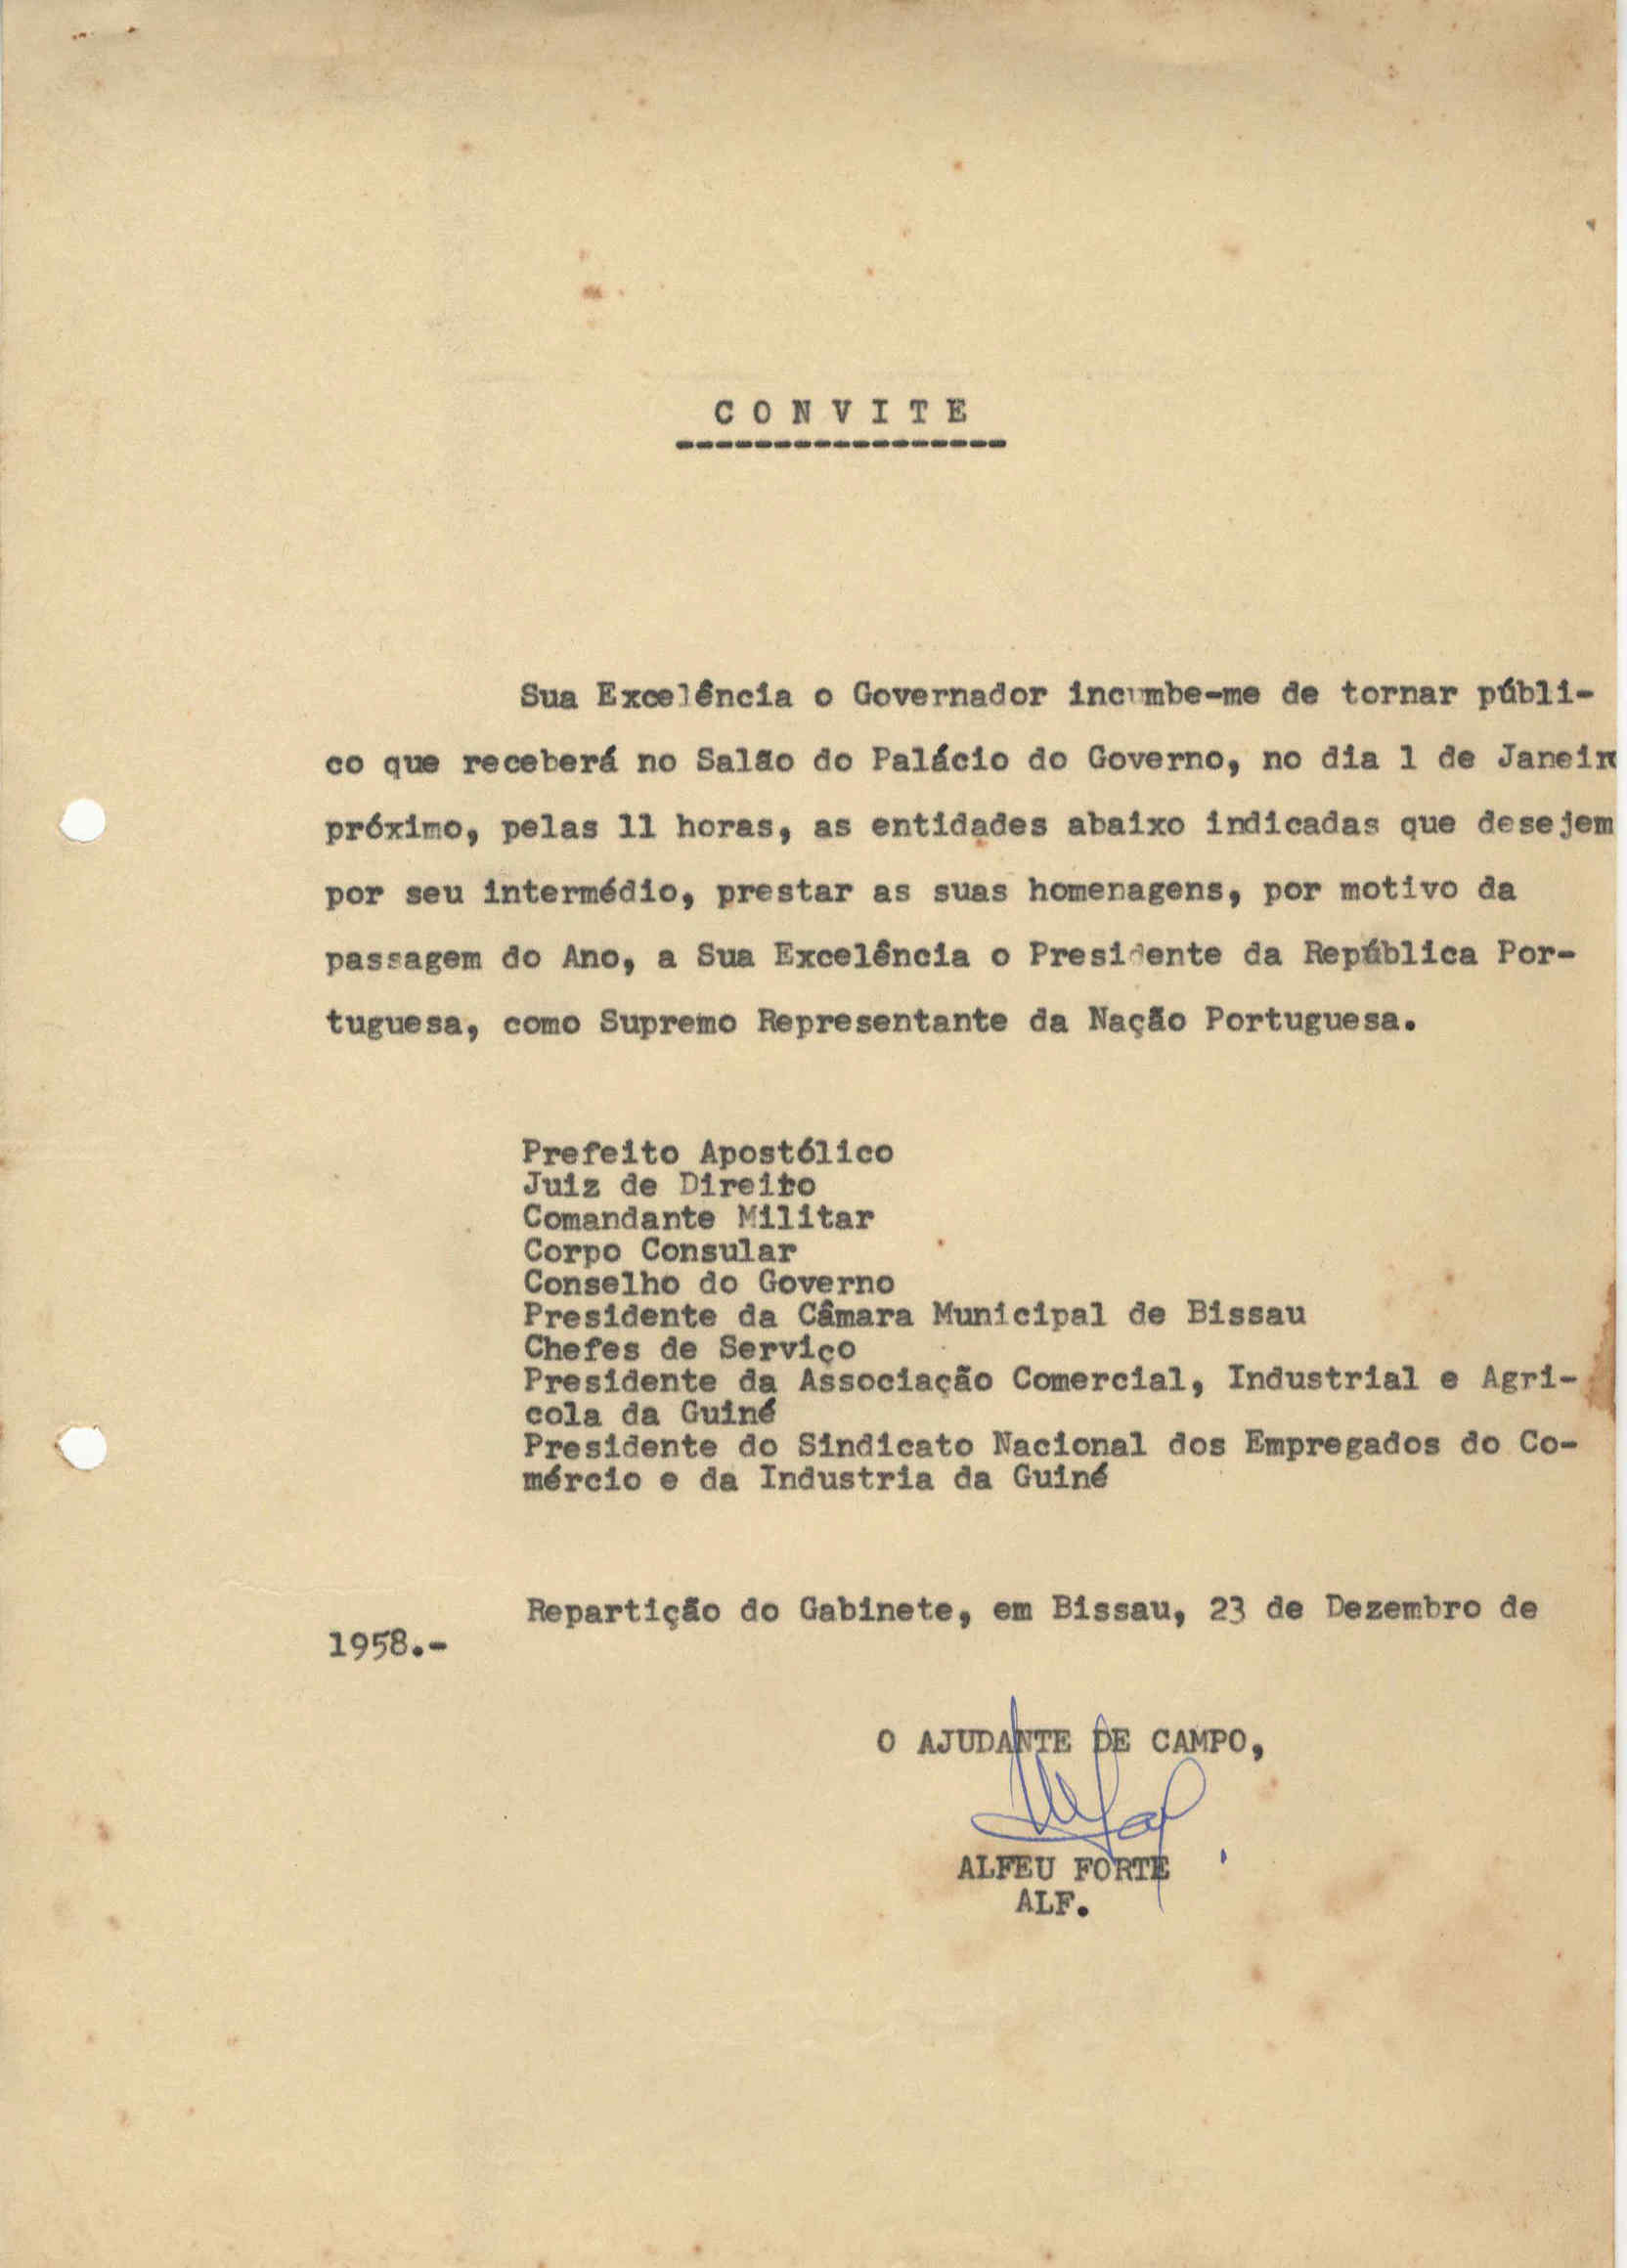 C O N V I T E
Sua Excelência o Governador incumbe-me de tornar públi-
co que receberá no Salão do Palácio do Governo, no dia 1 de Janeir
próximo, pelas 11 horas, as entidades abaixo indicadas que desejem
por seu intermédio, prestar as suas homenagens, por motivo da
passagem do Ano, a Sua Excelência o Presidente da República Por-
tuguesa, como Supremo Representante da Nação Portuguesa.
Prefeito Apostólico
Juiz de Direito
Comandante Militar
Corpo Consular
Conselho do Governo
Presidente da Câmara Municipal de Bissau
Chefes de Serviço
Presidente da Associação Comercial, Industrial e Agri-
cola da Guiné
Presidente do Sindicato Nacional dos Empregados do Co-
mércio e da Industria da Guiné
Repartição do Gabinete, em Bissau, 23 de Dezembro de
1958.-
O AJUDANTE DE CAMPO,
ALFEU FORTE
ALF.